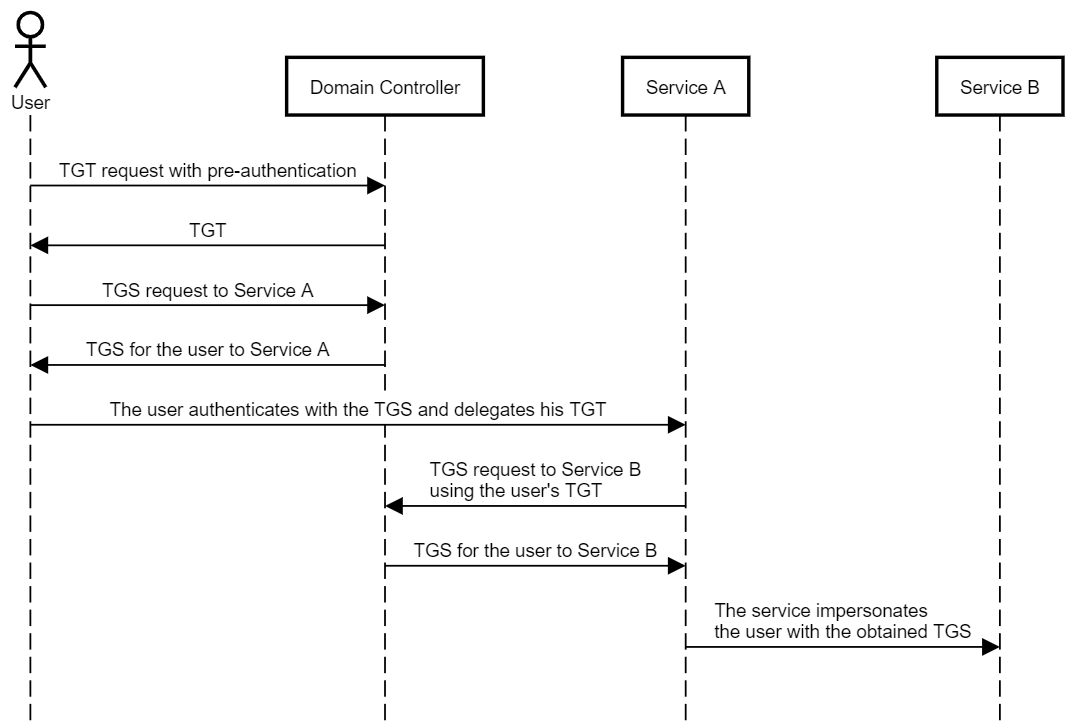 User
Domain Controller
Service A
Service B
TGT request with pre-authentication
TGT
TGS request to Service A
TGS for the user to Service A
The user authenticates with the TGS and delegates his TGT
TGS request to Service B
using the user's TGT
TGS for the user to Service B
The service impersonates
the user with the obtained TGS